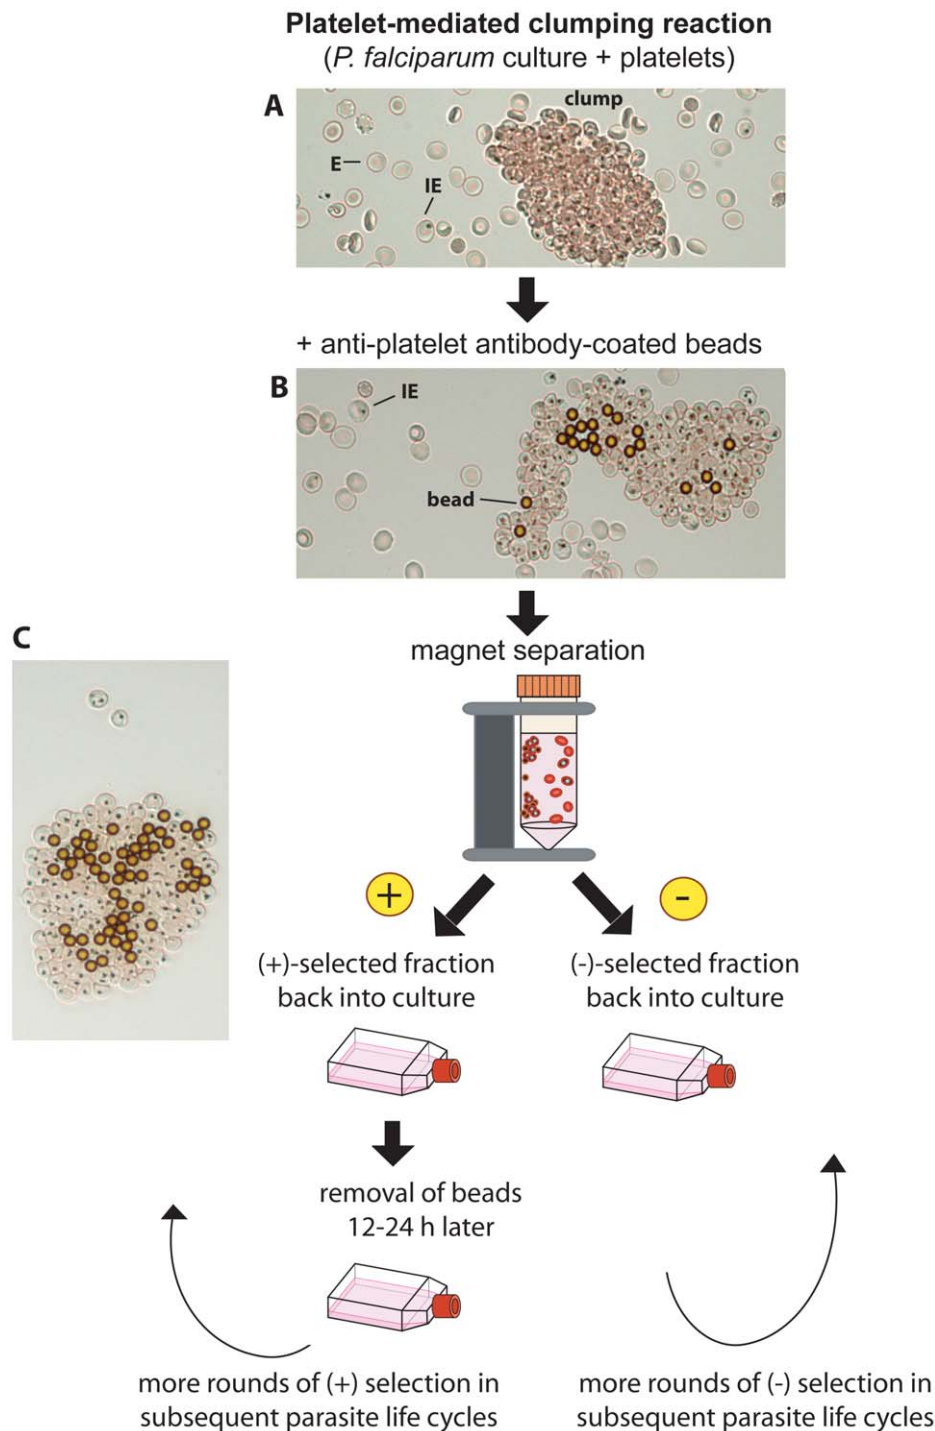 Platelet-mediated clumping reaction
(P. falciparum culture + platelets)
A
clump
E
IE
+ anti-platelet antibody-coated beads
B
IE
bead
C
magnet separation
+
-
(+)-selected fraction
back into culture
(-)-selected fraction
back into culture
removal of beads
12-24 h later
more rounds of (+) selection in
subsequent parasite life cycles
more rounds of (-) selection in
subsequent parasite life cycles